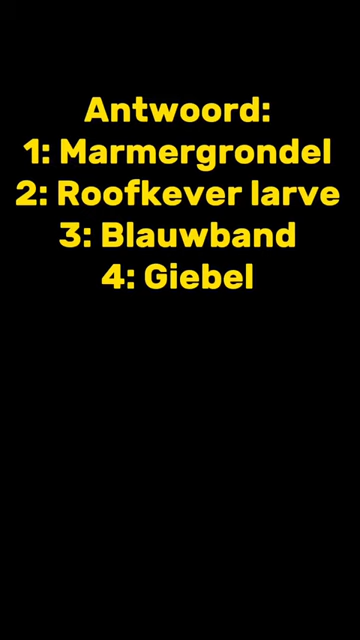 Antwoord:
1: Marmergrondel
2: Roofkever larve
3: Blauwband
4: Giebel